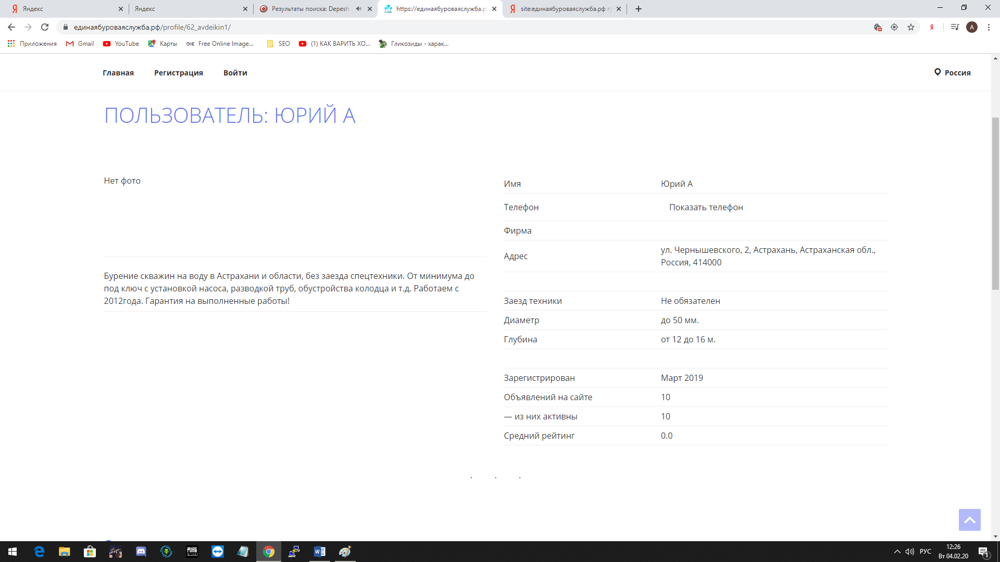 Яндекс
Яндекс
Результаты поиска: Depesh
https://единаябуроваяслужба.р
site:единаябуроваяслужба.рф г
единаябуроваяслужба.рф/profile/62_avdeikin1/
A
Приложения
Gmail
YouTube
Карты
OIE Free Online Image...
SEO
(1) КАК ВАРИТЬ ХО...
Гликозиды - харак...
Главная
Регистрация
Войти
Россия
ПОЛЬЗОВАТЕЛЬ: ЮРИЙ А
Нет фото
Бурение скважин на воду в Астрахани и области, без заезда спецтехники. От минимума до
под ключ с установкой насоса, разводкой труб, обустройства колодца и т.д. Работаем с
2012года. Гарантия на выполненные работы!
Имя Юрий А
Телефон Показать телефон
Фирма
Адрес ул. Чернышевского, 2, Астрахань, Астраханская обл.,
Россия, 414000
Заезд техники Не обязателен
Диаметр до 50 мм.
Глубина от 12 до 16 м.
Зарегистрирован Март 2019
Объявлений на сайте 10
— из них активны 10
Средний рейтинг 0.0
. . .
PUBG
РУС
12:26
Вт 04.02.20
1